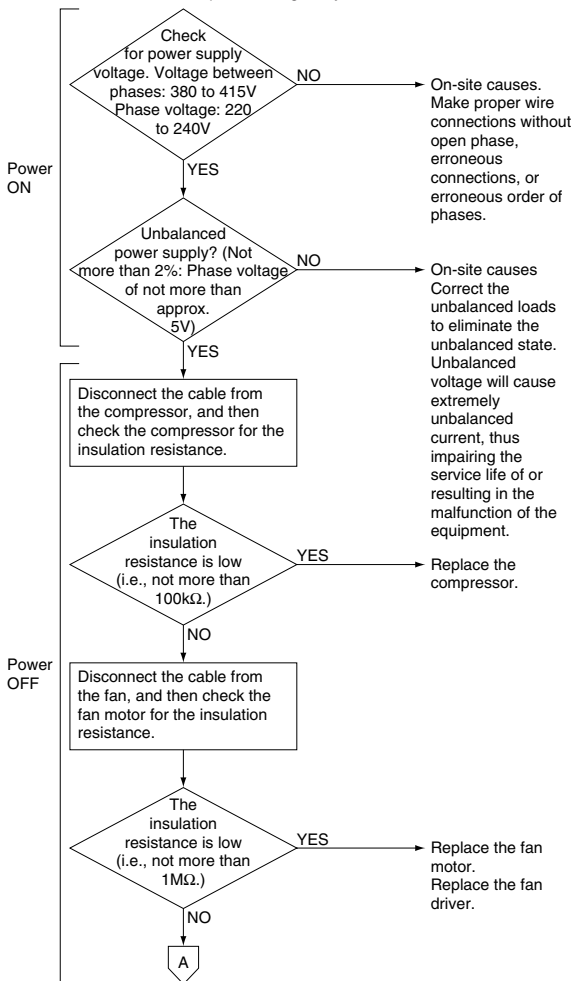 Check
for power supply
voltage. Voltage between
phases: 380 to 415V
Phase voltage: 220
to 240V
NO
On-site causes.
Make proper wire
connections without
open phase,
erroneous
connections, or
erroneous order of
phases.
Power
ON
YES
Unbalanced
power supply? (Not
more than 2%: Phase voltage
of not more than
approx.
5V)
NO
On-site causes
Correct the
unbalanced loads
to eliminate the
unbalanced state.
Unbalanced
voltage will cause
extremely
unbalanced
current, thus
impairing the
service life of or
resulting in the
malfunction of the
equipment.
YES
Disconnect the cable from
the compressor, and then
check the compressor for the
insulation resistance.
The
insulation
resistance is low
(i.e., not more than
100kΩ.)
YES
Replace the
compressor.
NO
Power
OFF
Disconnect the cable from
the fan, and then check the
fan motor for the insulation
resistance.
The
insulation
resistance is low
(i.e., not more than
1MΩ.)
YES
Replace the fan
motor.
Replace the fan
driver.
NO
A